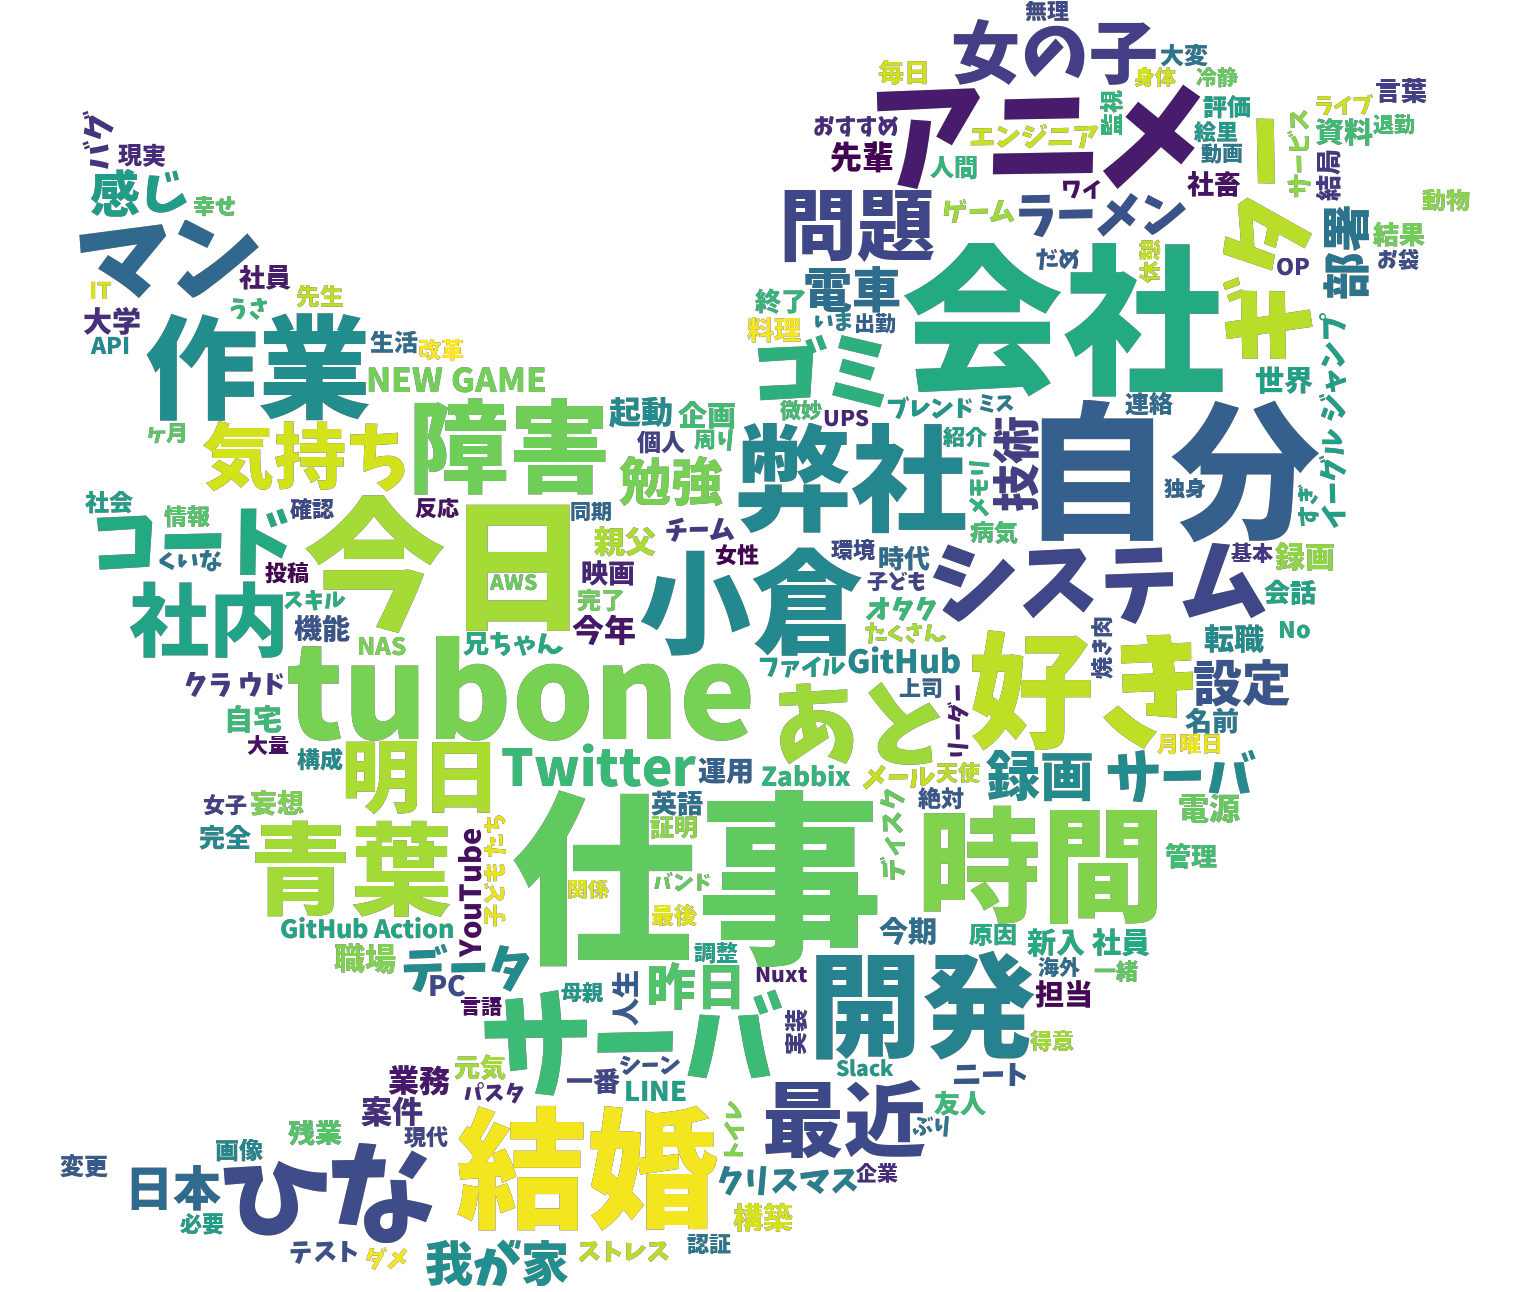 無理
女の子
大変
毎日
身体
冷静
言葉
アニメ
監視
評価
ライブ
おすすめ
エンジニア
絵里
サービス
資料
退勤
バグ
現実
先輩
人間
動画
ギター
結局
感じ
幸せ
ワイ
社畜
動物
問題
ゲーム
ラーメン
部署
結果
マン
社員
だめ
休憩
OP
お袋
IT
うさ
先生
電車
会社
大学
終了
いま
出勤
API
作業
生活
改革
料理
ゴミ
イーグルジャンプ
NEW GAME
世界
障害
起動
企画
微妙
UPS
ブレンド
ミス
連絡
ケ月
気持ち
個人
周り
弊社
紹介
技術
自分
勉強
メモリ
独身
社会
情報
確認
反応
同期
すぎ
コード
今日
チーム
病気
くいな
親父
女性
環境
時代
基本
録画
投稿
AWS
映画
小倉
子ども
システム
会話
社内
スキル
完了
オタク
機能
今年
たくさん
焼き肉
転職
No
NAS
兄ちゃん
ファイル
GitHub
好き
クラウド
tubone
上司
設定
自宅
あと
リーダー
名前
大量
構成
明日
Twitter
運用
Zabbix
メール
天使
月曜日
録画
サーバ
女子
妄想
英語
ディスク
絶対
電源
完全
青葉
YouTube
子どもたち
仕事
証明
時間
管理
関係
バンド
最後
GitHub Action
今期
原因
新入社員
職場
データ
調整
PC
昨日
Nuxt
開発
海外
一緒
言語
母親
人生
担当
サーバ
実装
得意
業務
元気
シーン
Slack
ニート
パスタ
一番
LINE
案件
最近
友人
残業
現代
結婚
トイレ
ぶり
変更
画像
日本
ひな
クリスマス
企業
必要
構築
テスト
ダメ
我が家
ストレス
認証